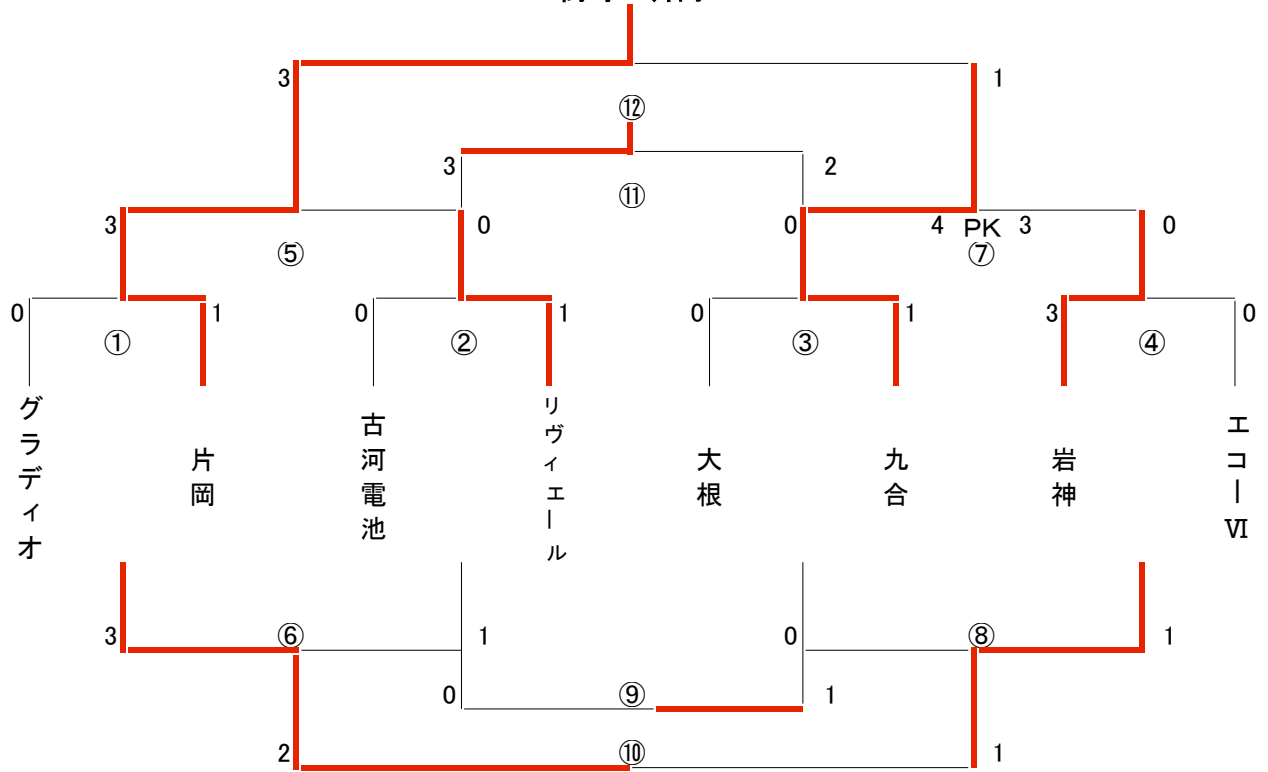 3 1
⑫
3 2
⑪
3 0 0 4 PK 3 0
⑤ ⑦
0 1 0 1 0 1 3 0
① ② ③ ④
グラディオ
片岡
古河電池
リヴィエール
大根
九合
岩神
エコーⅥ
3 ⑥ 1 0 ⑧ 1
0 ⑨ 1
2 ⑩ 1